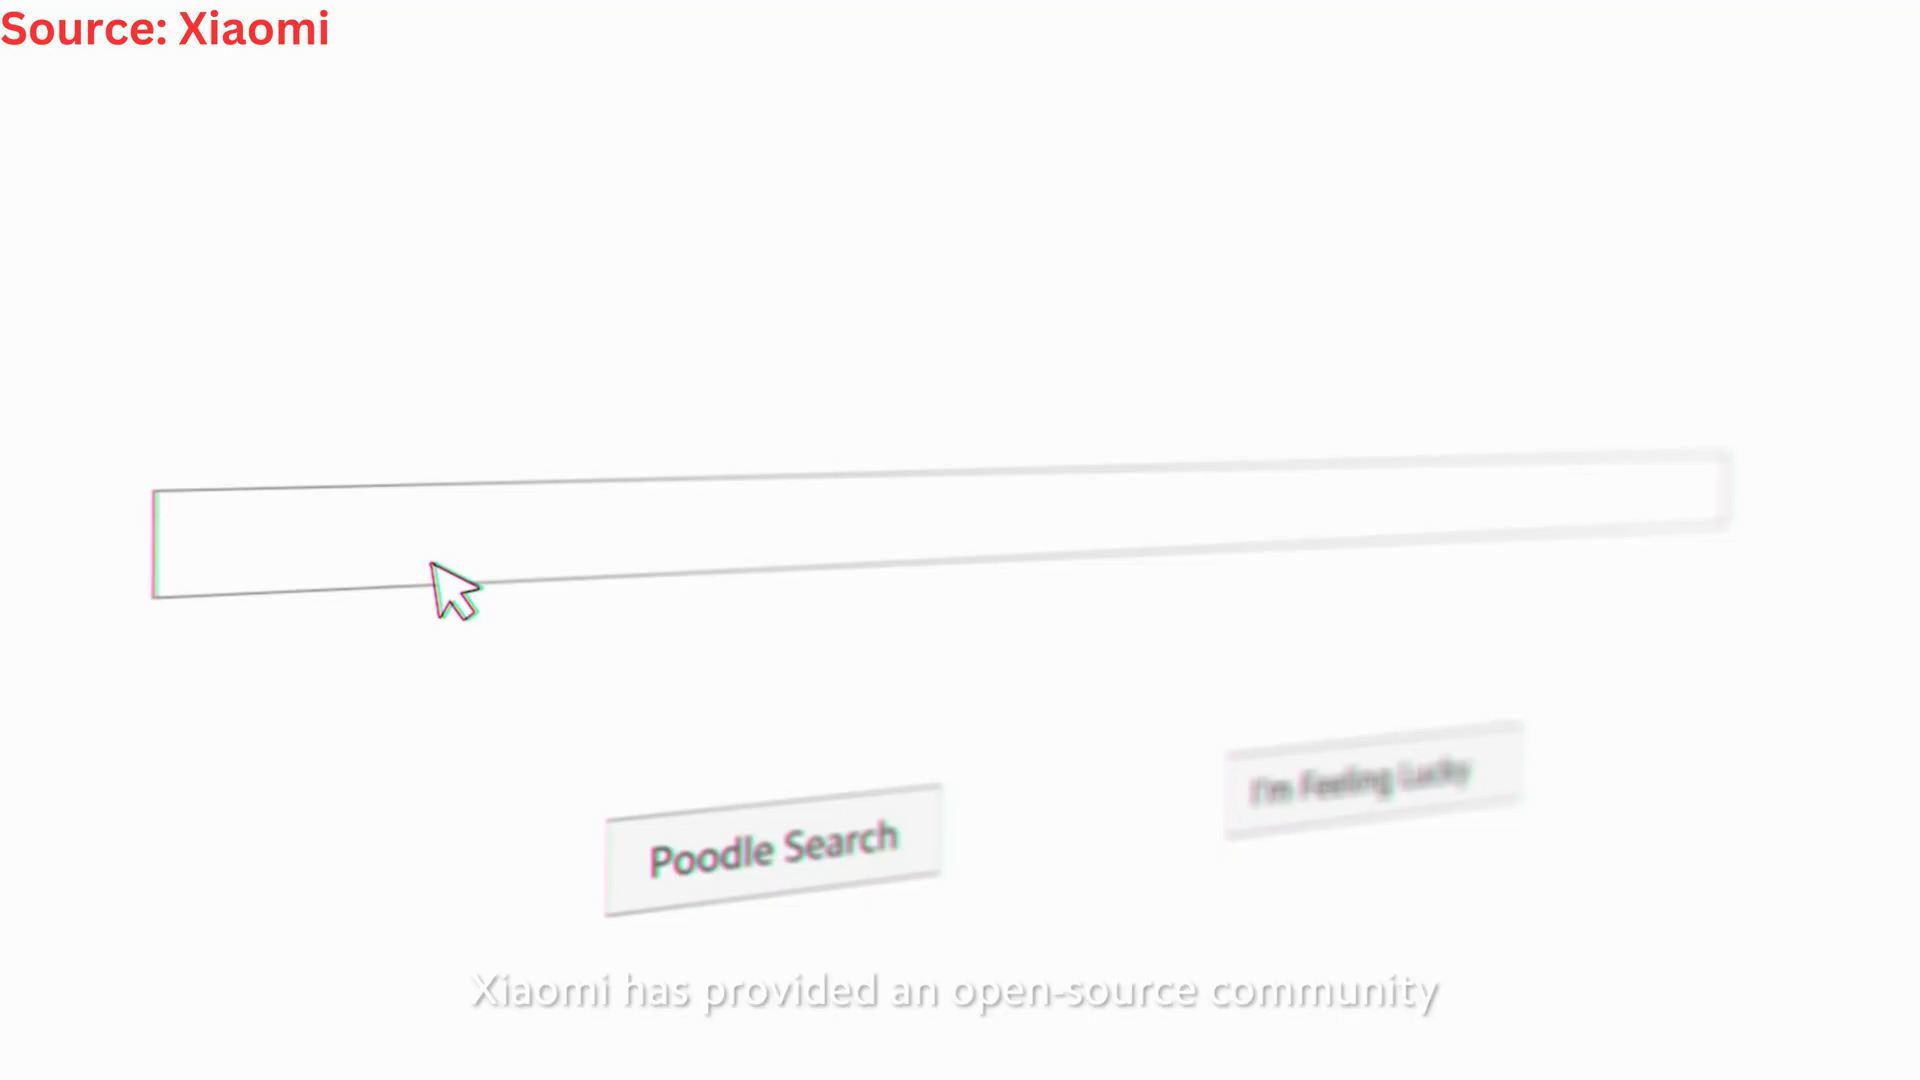 Source: Xiaomi
Poodle Search
I'm Feeling Lucky
Xiaomi has provided an open-source community